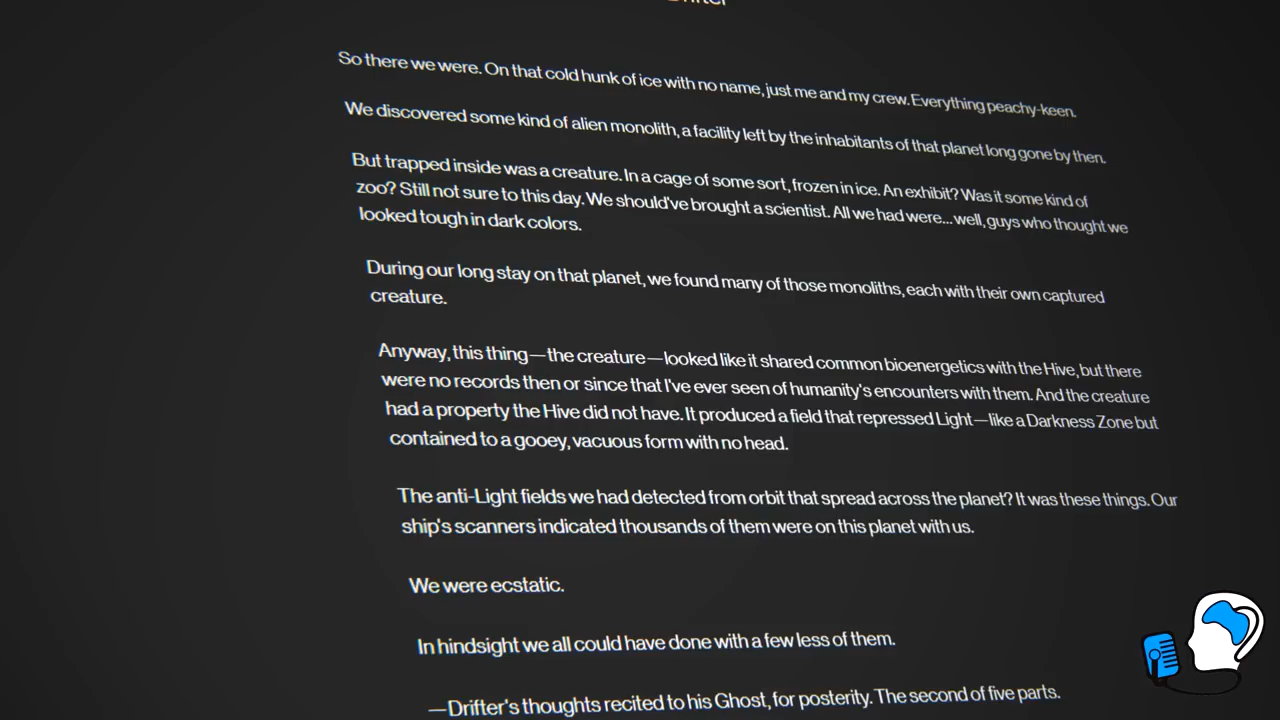 So there we were. On that cold hunk of ice with no name, just me and my crew. Everything peachy-keen.
We discovered some kind of alien monolith, a facility left by the inhabitants of that planet long gone by then.
But trapped inside was a creature. In a cage of some sort, frozen in ice. An exhibit? Was it some kind of
zoo? Still not sure to this day. We should've brought a scientist. All we had were... well, guys who thought we
looked tough in dark colors.
During our long stay on that planet, we found many of those monoliths, each with their own captured
creature.
Anyway, this thing—the creature—looked like it shared common bioenergetics with the Hive, but there
were no records then or since that I've ever seen of humanity's encounters with them. And the creature
had a property the Hive did not have. It produced a field that repressed Light—like a Darkness Zone but
contained to a gooey, vacuous form with no head.
The anti-Light fields we had detected from orbit that spread across the planet? It was these things. Our
ship's scanners indicated thousands of them were on this planet with us.
We were ecstatic.
In hindsight we all could have done with a few less of them.
—Drifter's thoughts recited to his Ghost, for posterity. The second of five parts.